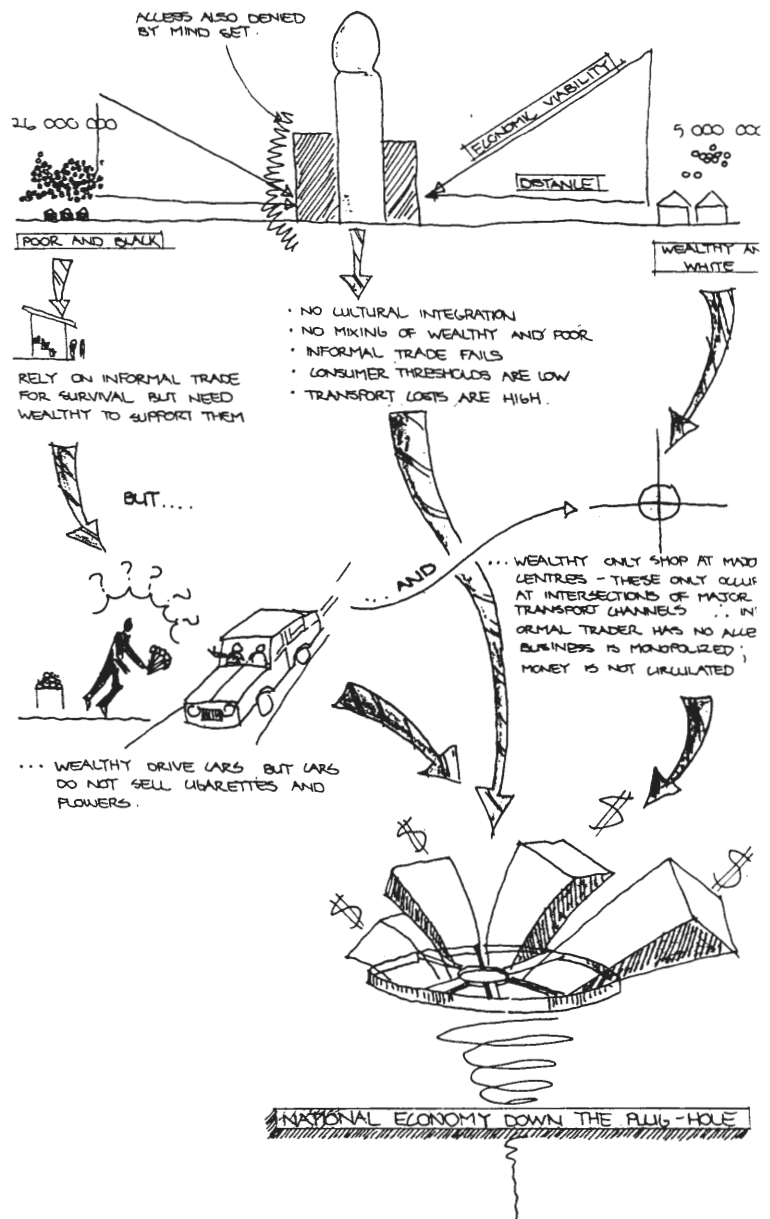 ACCESS ALSO DENIED
BY MIND SET.
26 000 000
ECONOMIC VIABILITY
5 000 000
DISTANCE
POOR AND BLACK
WEALTHY AN
WHITE
· NO CULTURAL INTEGRATION
· NO MIXING OF WEALTHY AND POOR
· INFORMAL TRADE FAILS
· CONSUMER THRESHOLDS ARE LOW
· TRANSPORT COSTS ARE HIGH.
RELY ON INFORMAL TRADE
FOR SURVIVAL BUT NEED
WEALTHY TO SUPPORT THEM
BUT....
... AND
... WEALTHY ONLY SHOP AT MAJO
CENTRES - THESE ONLY OCCUR
AT INTERSECTIONS OF MAJOR
TRANSPORT CHANNELS ∴ IN
ORMAL TRADER HAS NO ACCE
BUSINESS IS MONOPOLIZED;
MONEY IS NOT CIRCULATED
? ? ? ?
... WEALTHY DRIVE CARS BUT CARS
DO NOT SELL CIGARETTES AND
FLOWERS.
$
$
$
$
NATIONAL ECONOMY DOWN THE PLUG-HOLE